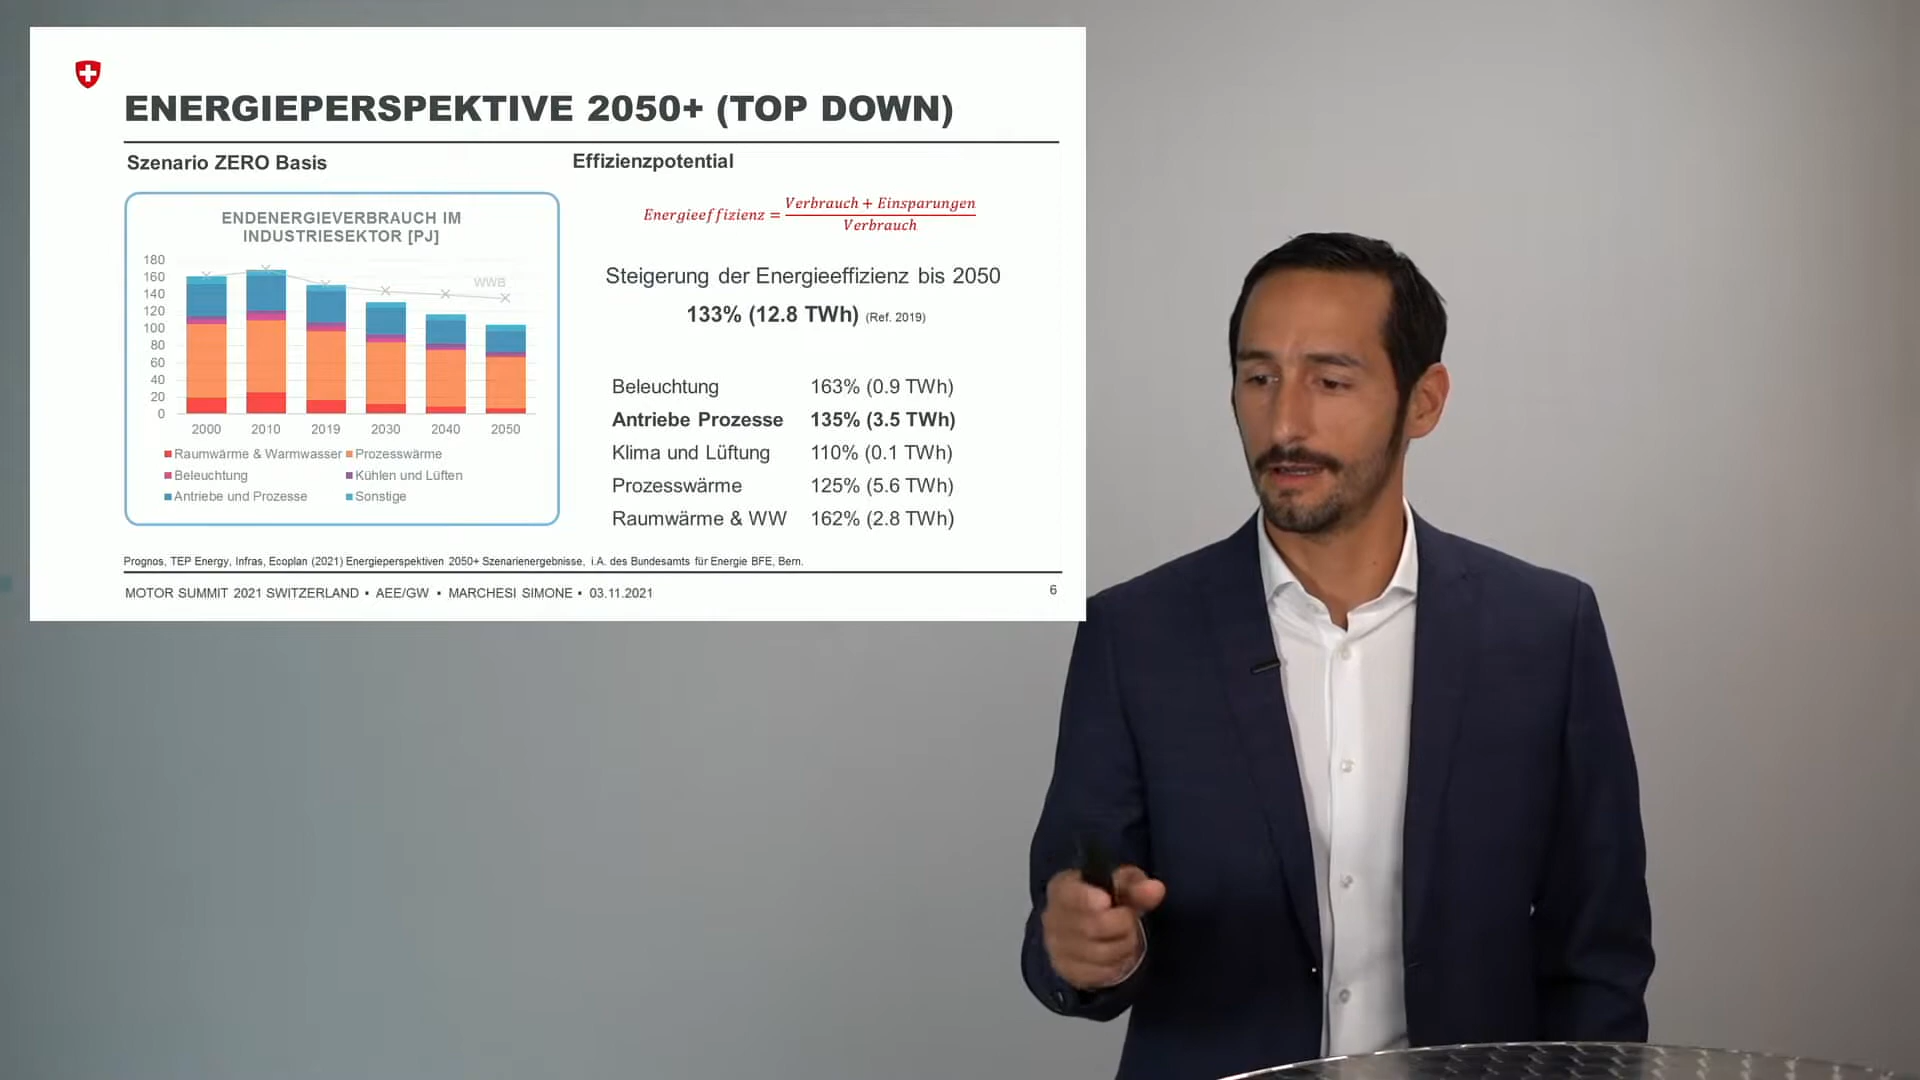 ENERGIEPERSPEKTIVE 2050+ (TOP DOWN)
Szenario ZERO Basis
ENDENERGIEVERBRAUCH IM
INDUSTRIESEKTOR [PJ]
180
160
140
120
100
80
60
40
20
0
WWB
2000 2010 2019 2030 2040 2050
Raumwärme & Warmwasser Prozesswärme
Beleuchtung Kühlen und Lüften
Antriebe und Prozesse Sonstige
Effizienzpotential
Energieeffizienz = Verbrauch + Einsparungen
Verbrauch
Steigerung der Energieeffizienz bis 2050
133% (12.8 TWh) (Ref. 2019)
Beleuchtung 163% (0.9 TWh)
Antriebe Prozesse 135% (3.5 TWh)
Klima und Lüftung 110% (0.1 TWh)
Prozesswärme 125% (5.6 TWh)
Raumwärme & WW 162% (2.8 TWh)
Prognos, TEP Energy, Infras, Ecoplan (2021) Energieperspektiven 2050+ Szenarienergebnisse, i.A. des Bundesamts für Energie BFE, Bern.
MOTOR SUMMIT 2021 SWITZERLAND • AEE/GW • MARCHESI SIMONE • 03.11.2021
6